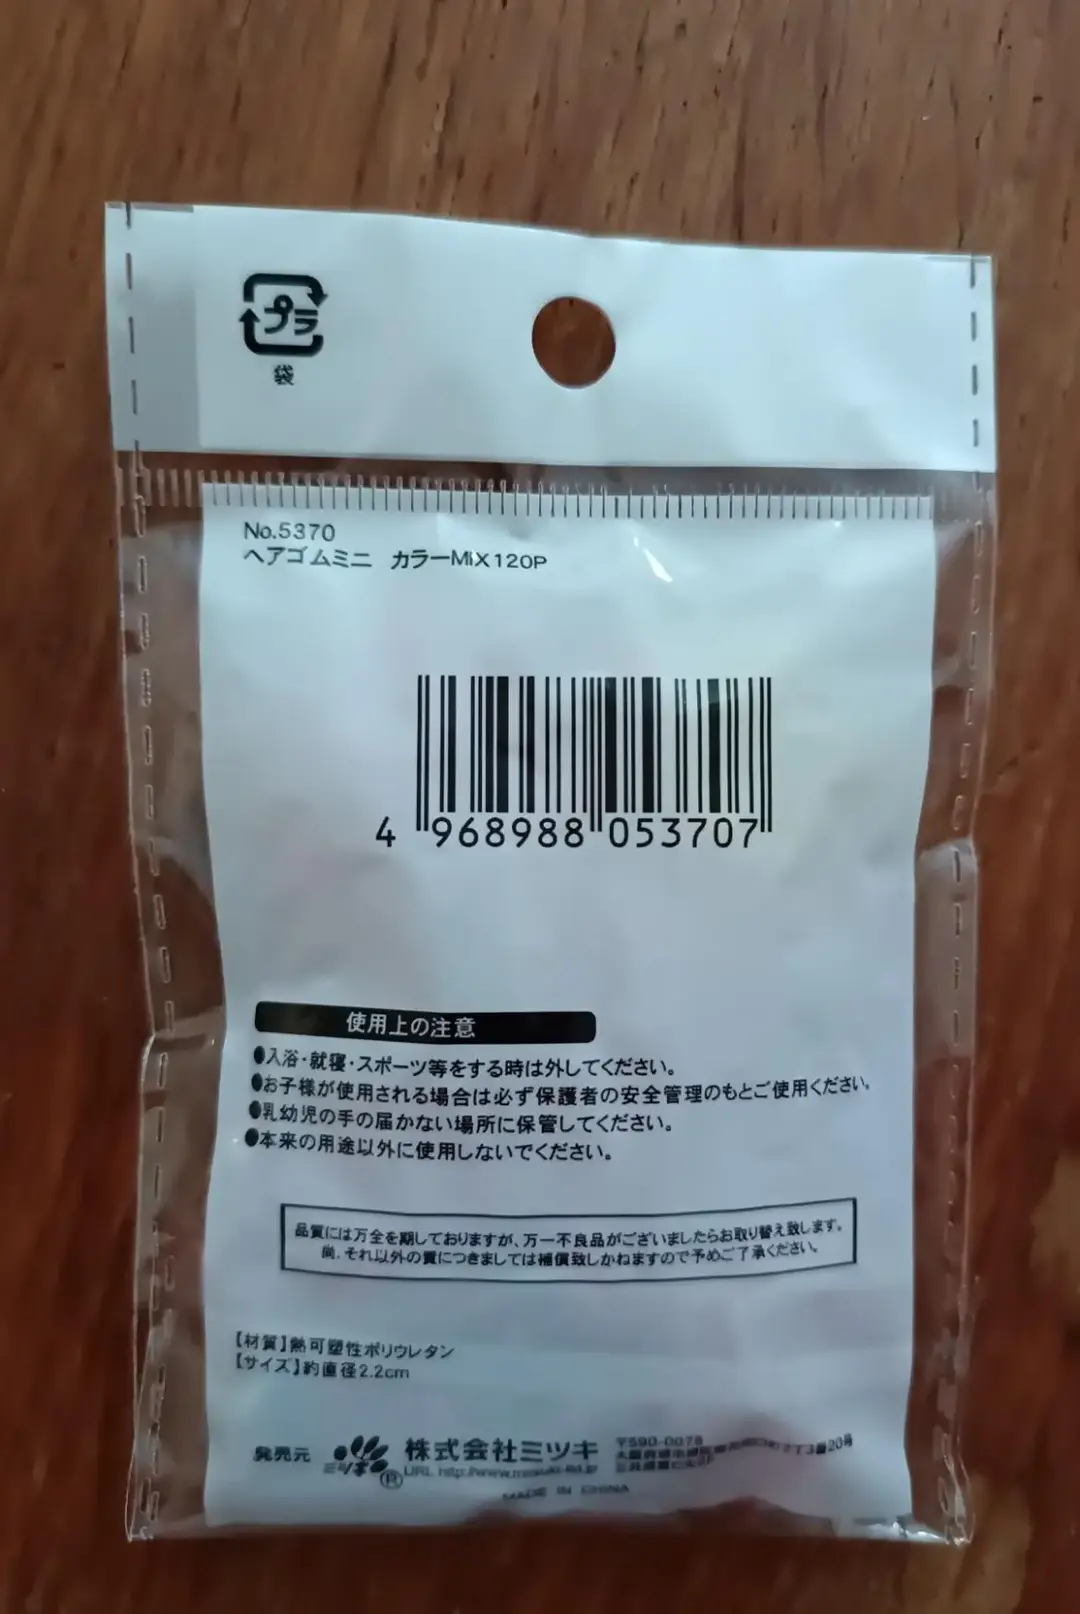 プラ
袋
No.5370
ヘアゴムミニ カラーMiX120P
4 968988 053707
使用上の注意
●入浴・就寝・スポーツ等をする時は外してください。
●お子様が使用される場合は必ず保護者の安全管理のもとご使用ください。
●乳幼児の手の届かない場所に保管してください。
●本来の用途以外に使用しないでください。
品質には万全を期しておりますが、万一不良品がございましたらお取り替え致します。
尚、それ以外の責につきましては補償致しかねますので予めご了承ください。
【材質】熱可塑性ポリウレタン
【サイズ】約直径2.2cm
発売元 ® 株式会社ミツキ
〒590-0078
丁3番20号
URL http://www.
MADE IN CHINA